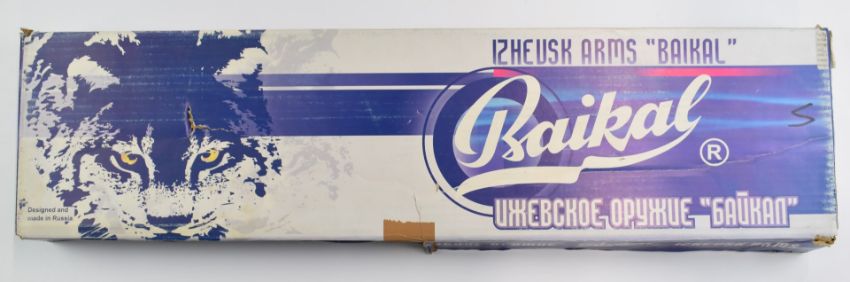 IZHEVSK ARMS "BAIKAL"
Baikal
®
ИЖЕВСКОЕ ОРУЖИЕ "БАЙКАЛ"
Designed and
made in Russia
S